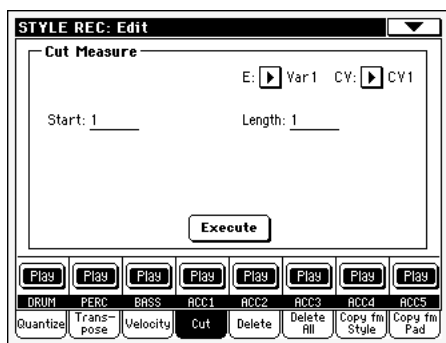 STYLE REC: Edit
Cut Measure
E: Var1 CV: CV1
Start: 1 Length: 1
Execute
Play Play Play Play Play Play Play Play
DRUM PERC BASS ACC1 ACC2 ACC3 ACC4 ACC5
Quantize Trans- Velocity Cut Delete Delete Copy fm Copy fm
pose All Style Pad